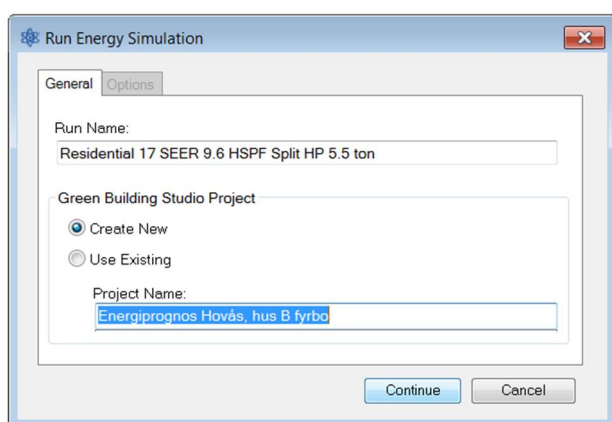 Run Energy Simulation
General Options
Run Name:
Residential 17 SEER 9.6 HSPF Split HP 5.5 ton
Green Building Studio Project
Create New
Use Existing
Project Name:
Energiprognos Hovås, hus B fyrbo
Continue Cancel